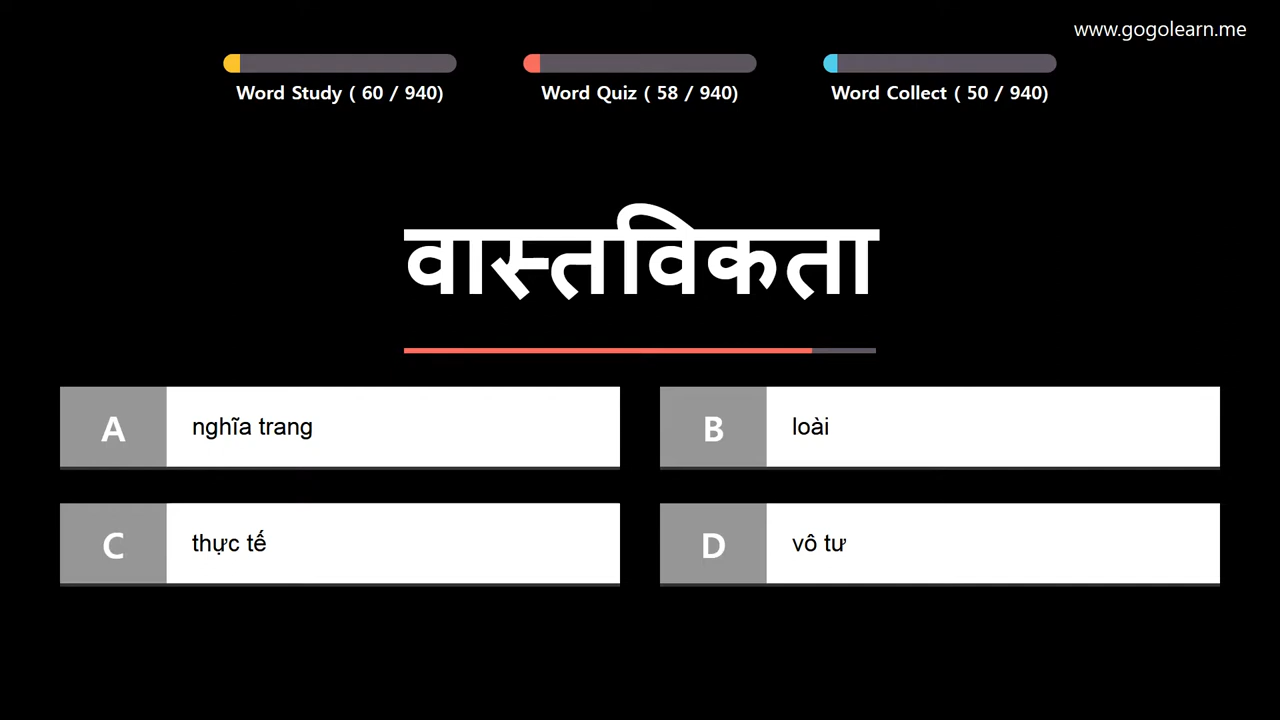 www.gogolearn.me
Word Study ( 60 / 940)
Word Quiz ( 58 / 940)
Word Collect ( 50 / 940)
वास्तविकता
A nghĩa trang
B loài
C thực tế
D vô tư